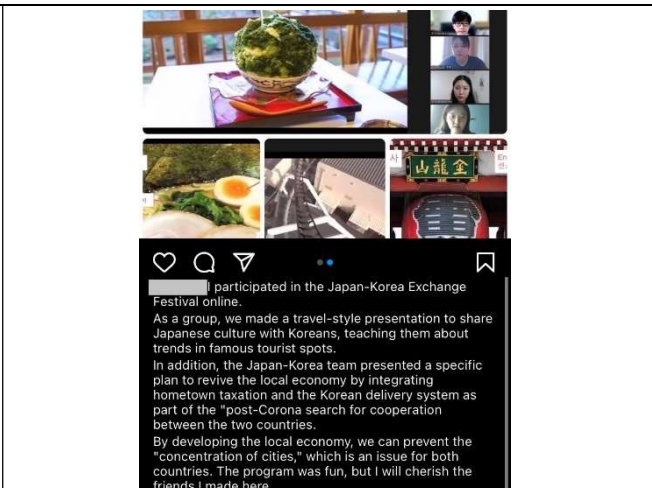 사
En
山龍金
I participated in the Japan-Korea Exchange
Festival online.
As a group, we made a travel-style presentation to share
Japanese culture with Koreans, teaching them about
trends in famous tourist spots.
In addition, the Japan-Korea team presented a specific
plan to revive the local economy by integrating
hometown taxation and the Korean delivery system as
part of the "post-Corona search for cooperation
between the two countries.
By developing the local economy, we can prevent the
"concentration of cities," which is an issue for both
countries. The program was fun, but I will cherish the
friends I made here